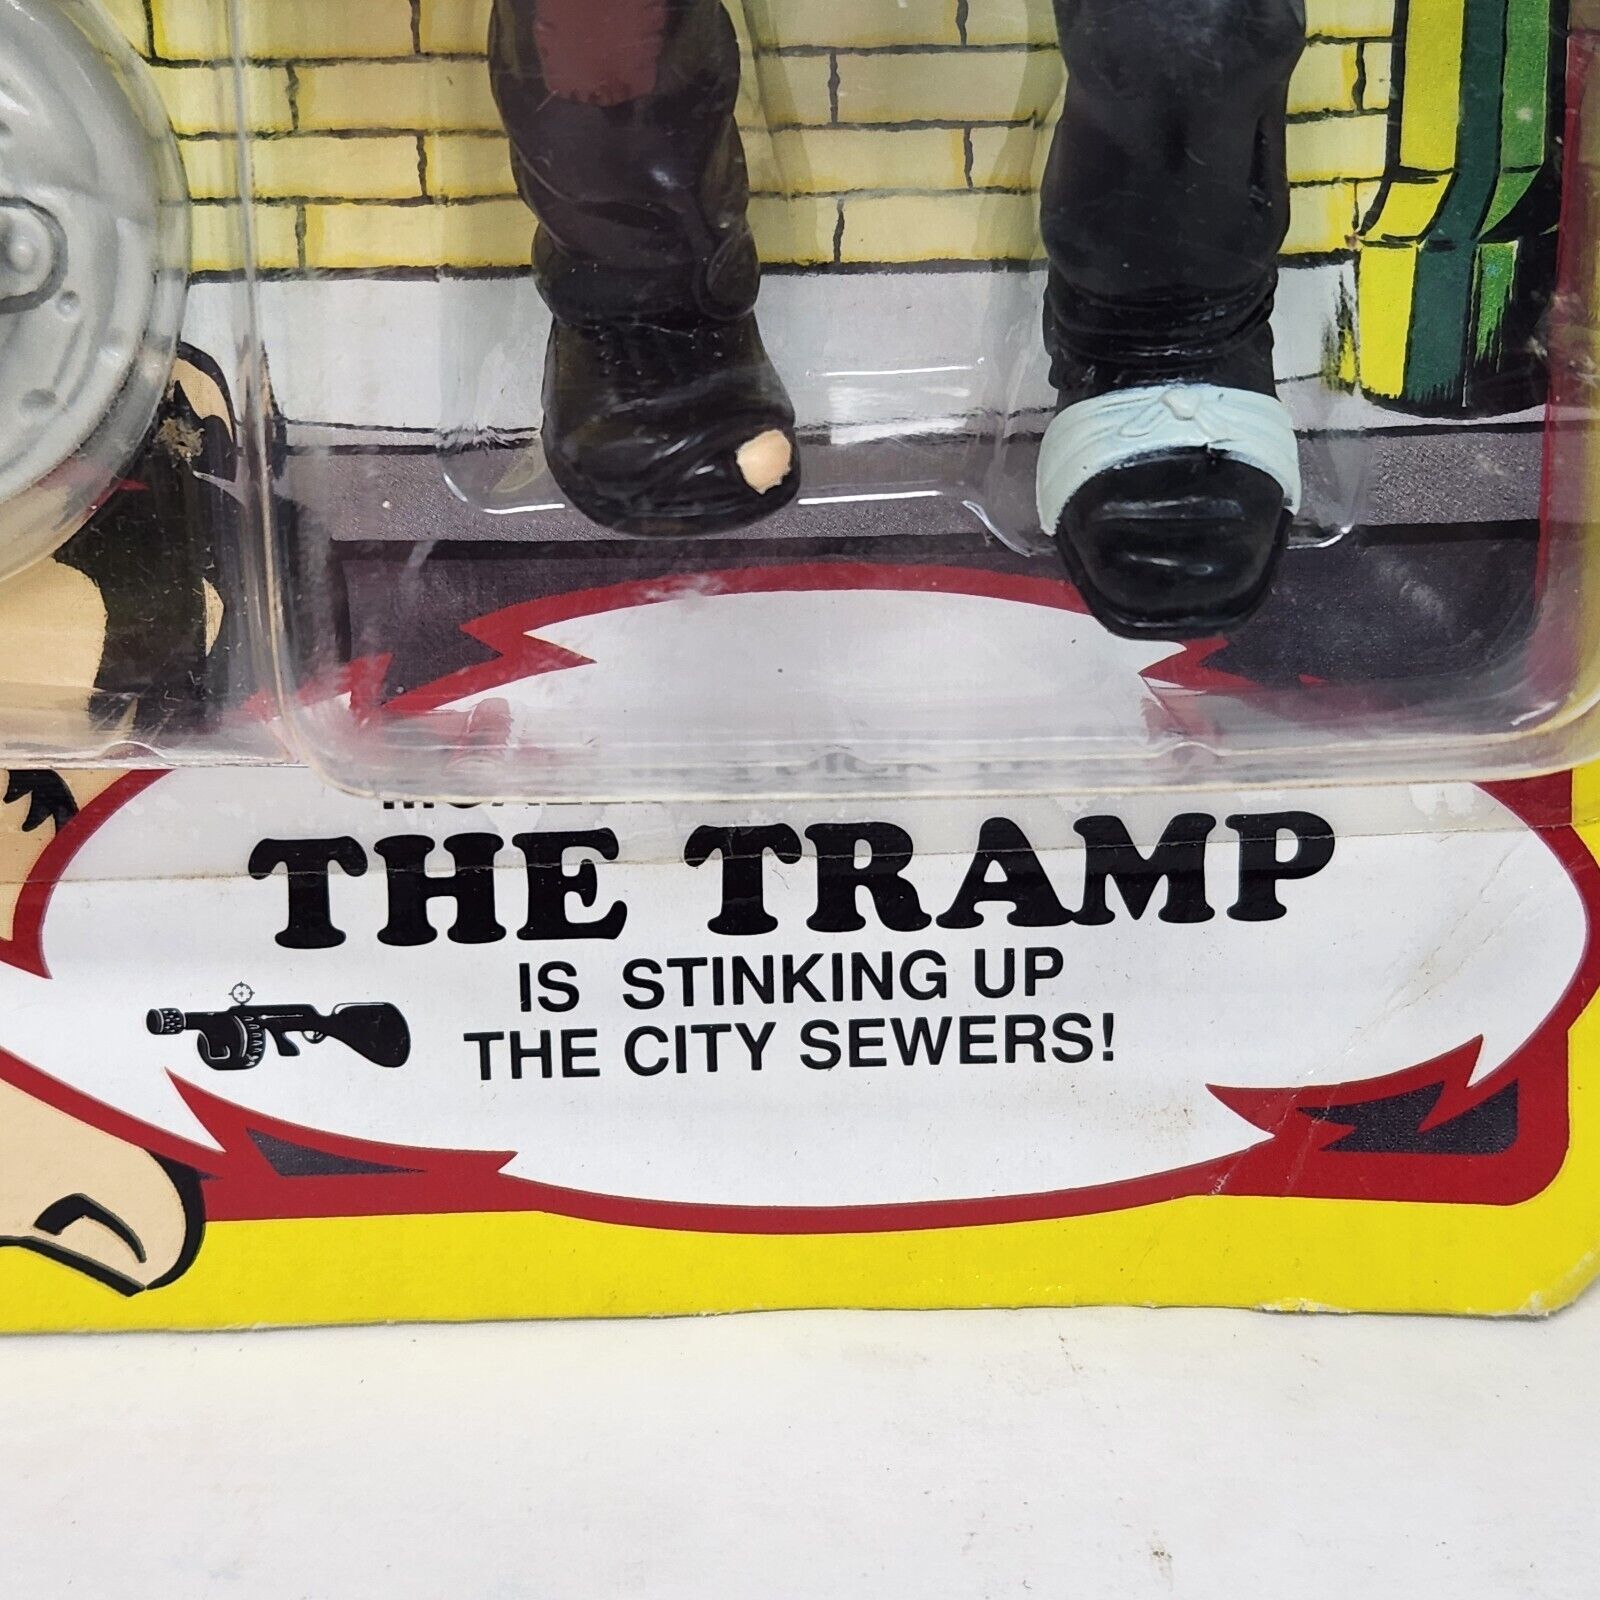 THE TRAMP
IS STINKING UP
THE CITY SEWERS!